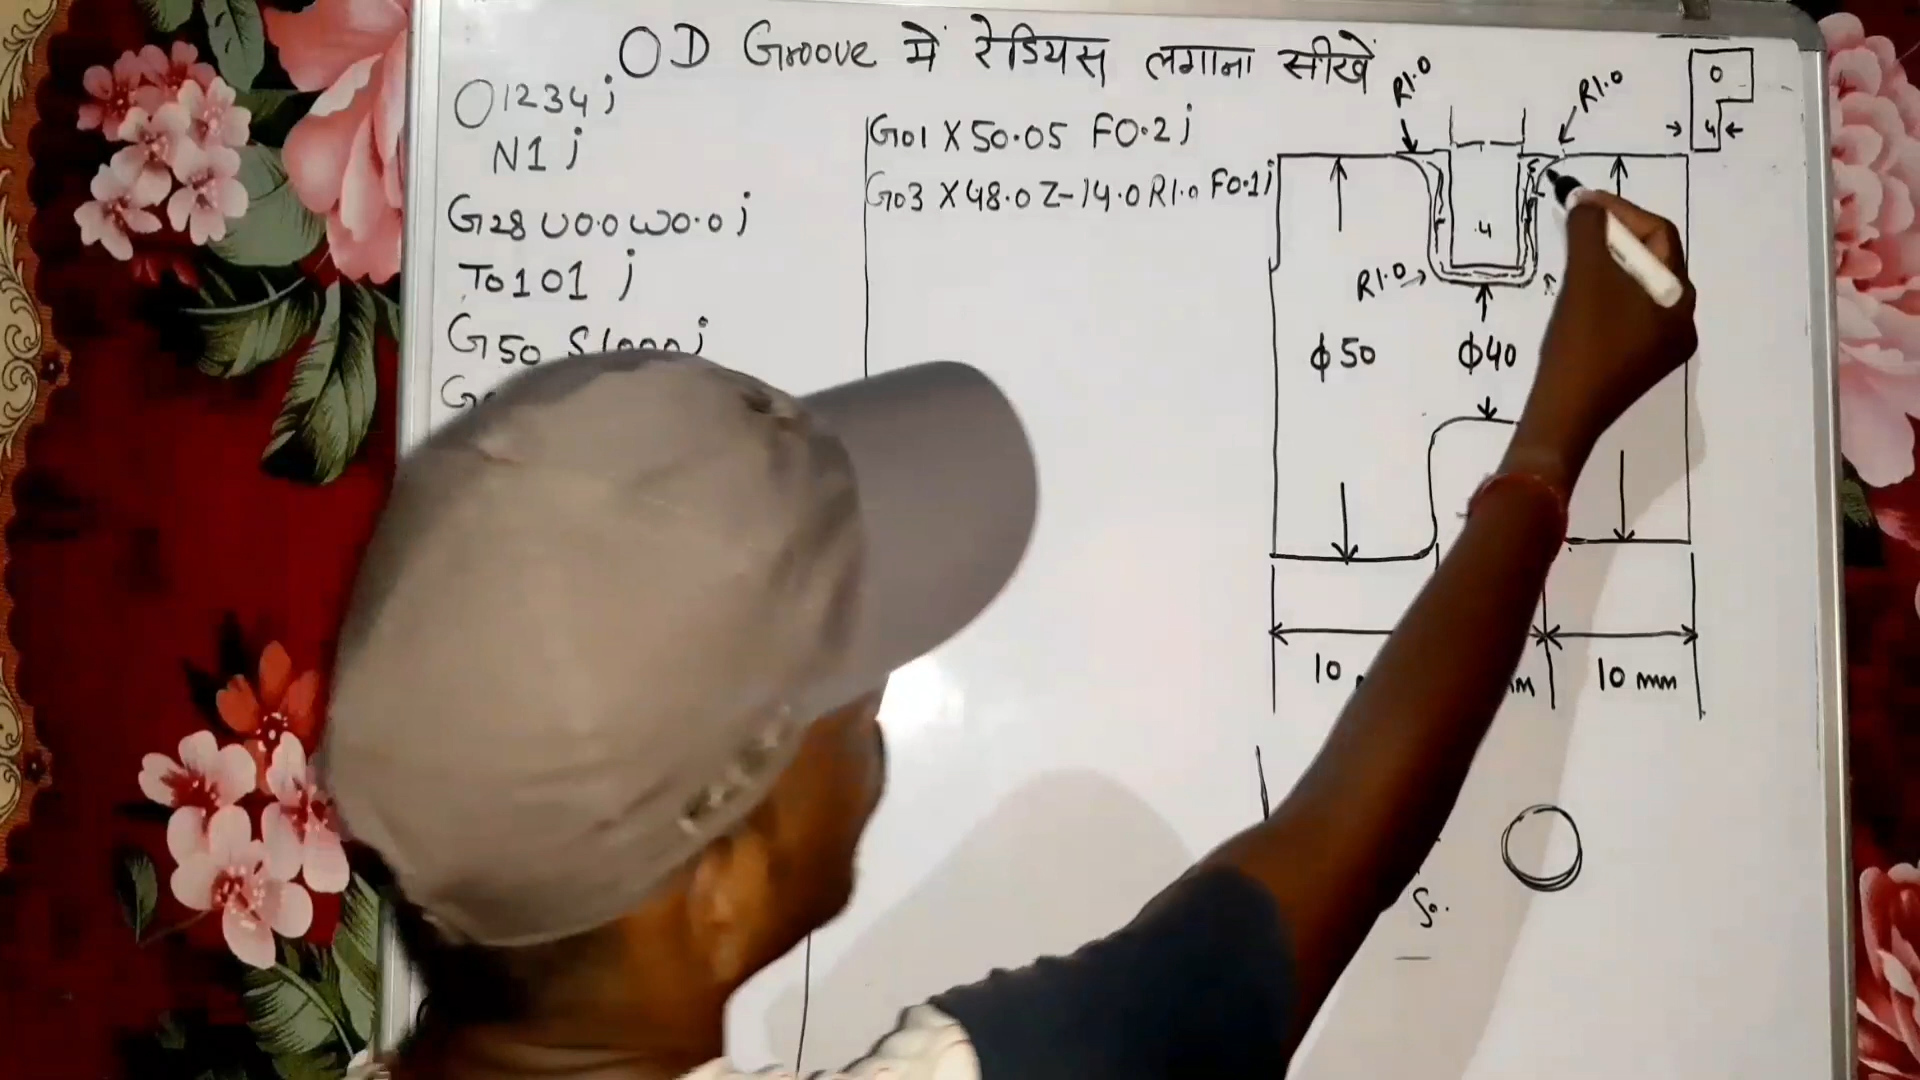 OD Groove में रेडियस लगाना सीखें
O1234;
N1;
G28 U0.0 W0.0;
T0101;
G50 S1000;
G01 X50.05 F0.2;
G03 X48.0 Z-14.0 R1.0 F0.1;
R1.0
R1.0
0
4
4
R1.0
φ50
φ40
10
10 mm